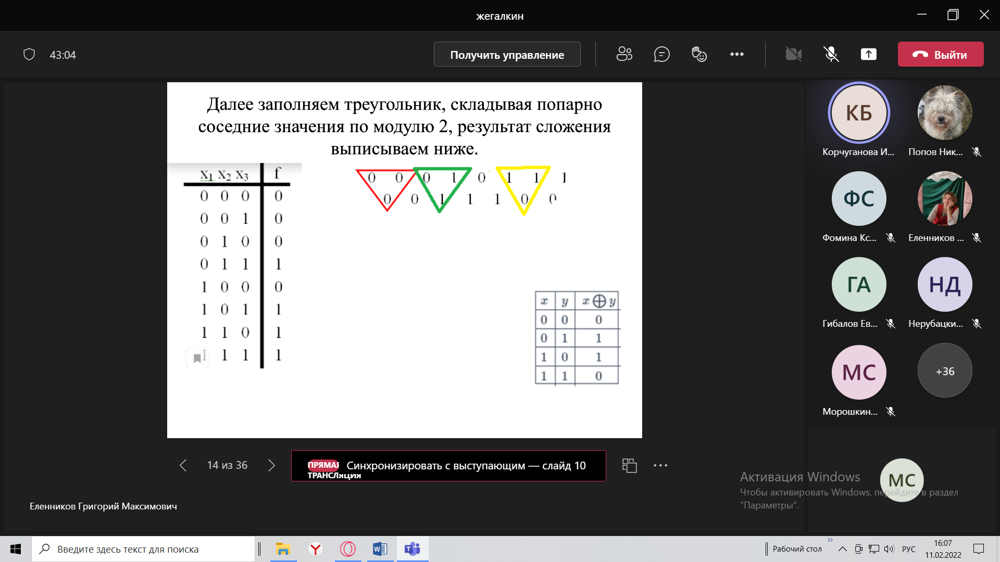 жегалкин
43:04
Получить управление
Выйти
Далее заполняем треугольник, складывая попарно
соседние значения по модулю 2, результат сложения
выписываем ниже.
x1 x2 x3 f
0 0 0 0
0 0 1 0
0 1 0 0
0 1 1 1
1 0 0 0
1 0 1 1
1 1 0 1
1 1 1 1
0 0 0 1 0 1 1 1
0 0 1 1 1 0 0
x y x ⊕ y
0 0 0
0 1 1
1 0 1
1 1 0
КБ
Корчуганова И...
Попов Ник...
ФС
Фомина Кс...
Еленников ...
ГА
Гибалов Ев...
НД
Нерубацки...
МС
Морошкин...
+36
14 из 36
ПРЯМАЯ
ТРАНСЛяция
Синхронизировать с выступающим — слайд 10
МС
Активация Windows
Чтобы активировать Windows, перейдите в раздел
"Параметры".
Еленников Григорий Максимович
Введите здесь текст для поиска
Рабочий стол
РУС
16:07
11.02.2022